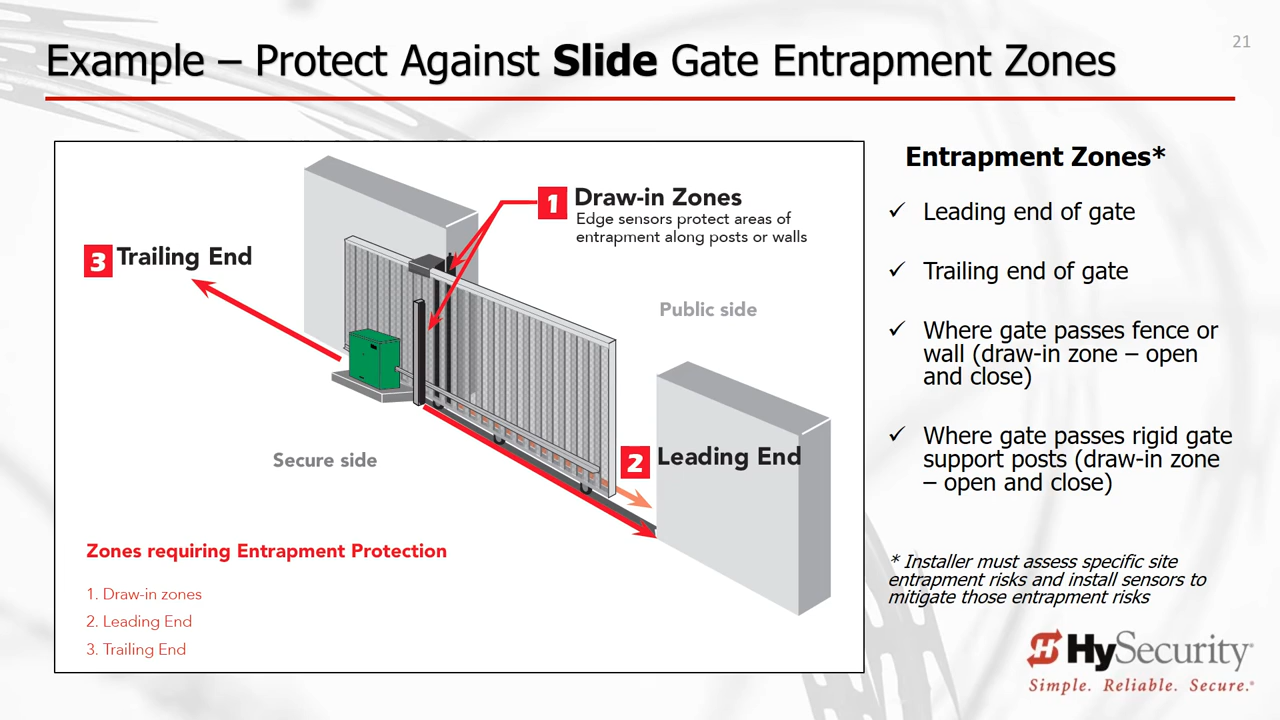 21
Example – Protect Against Slide Gate Entrapment Zones
1 Draw-in Zones
Edge sensors protect areas of
entrapment along posts or walls
3 Trailing End
Public side
Secure side
2 Leading End
Zones requiring Entrapment Protection
1. Draw-in zones
2. Leading End
3. Trailing End
Entrapment Zones*
✓ Leading end of gate
✓ Trailing end of gate
✓ Where gate passes fence or
wall (draw-in zone – open
and close)
✓ Where gate passes rigid gate
support posts (draw-in zone
– open and close)
* Installer must assess specific site
entrapment risks and install sensors to
mitigate those entrapment risks
H HySecurity®
Simple. Reliable. Secure.®